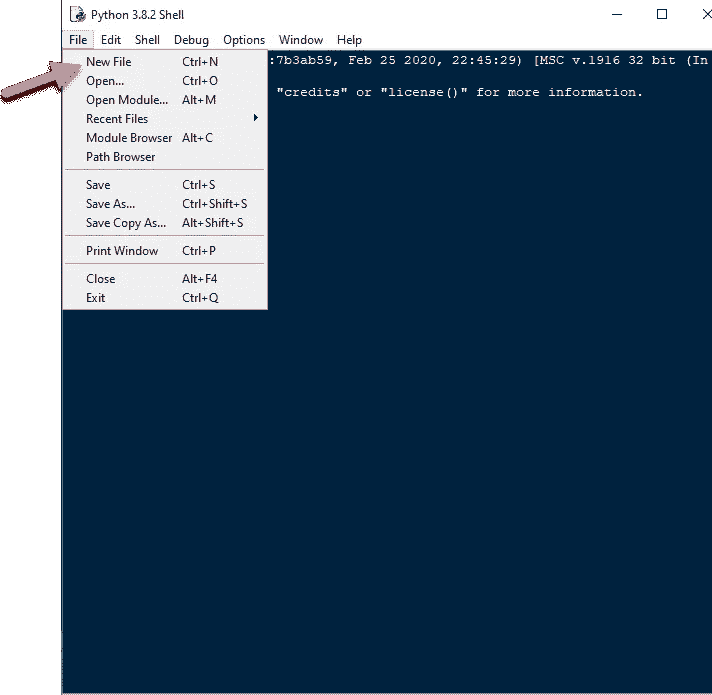 Python 3.8.2 Shell
File Edit Shell Debug Options Window Help
New File Ctrl+N :7b3ab59, Feb 25 2020, 22:45:29) [MSC v.1916 32 bit (In
Open... Ctrl+O
Open Module... Alt+M "credits" or "license()" for more information.
Recent Files
Module Browser Alt+C
Path Browser
Save Ctrl+S
Save As... Ctrl+Shift+S
Save Copy As... Alt+Shift+S
Print Window Ctrl+P
Close Alt+F4
Exit Ctrl+Q